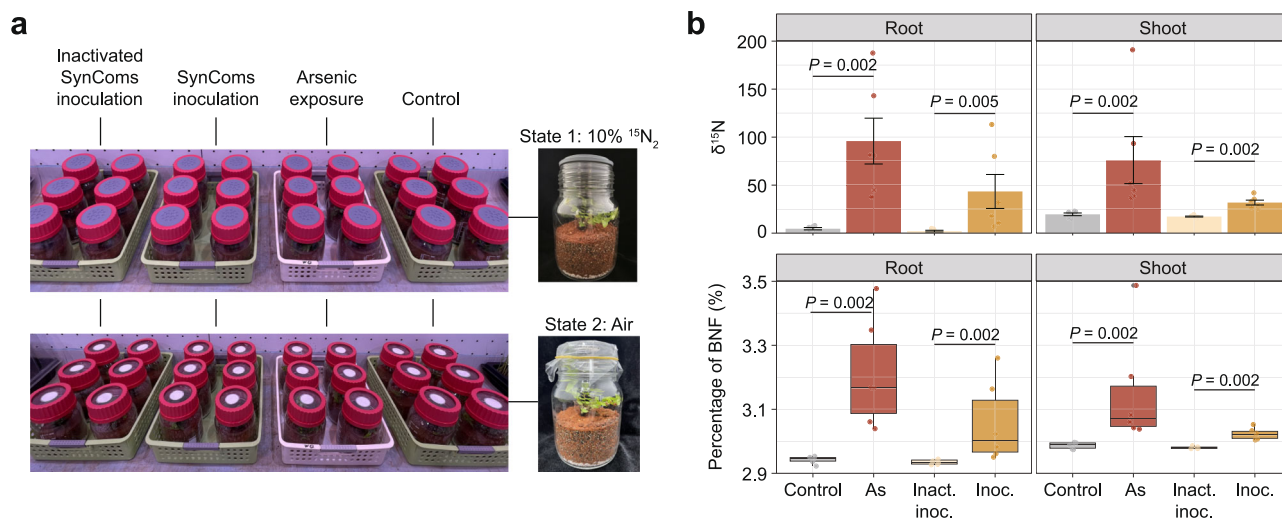 a
Inactivated
SynComs
inoculation
SynComs
inoculation
Arsenic
exposure
Control
State 1: 10% ¹⁵N₂
State 2: Air
b
Root
Shoot
δ¹⁵N
200
150
100
50
0
P = 0.002
P = 0.005
P = 0.002
P = 0.002
Root
Shoot
Percentage of BNF (%)
3.5
3.3
3.1
2.9
P = 0.002
P = 0.002
P = 0.002
P = 0.002
Control
As
Inact.
inoc.
Inoc.
Control
As
Inact.
inoc.
Inoc.